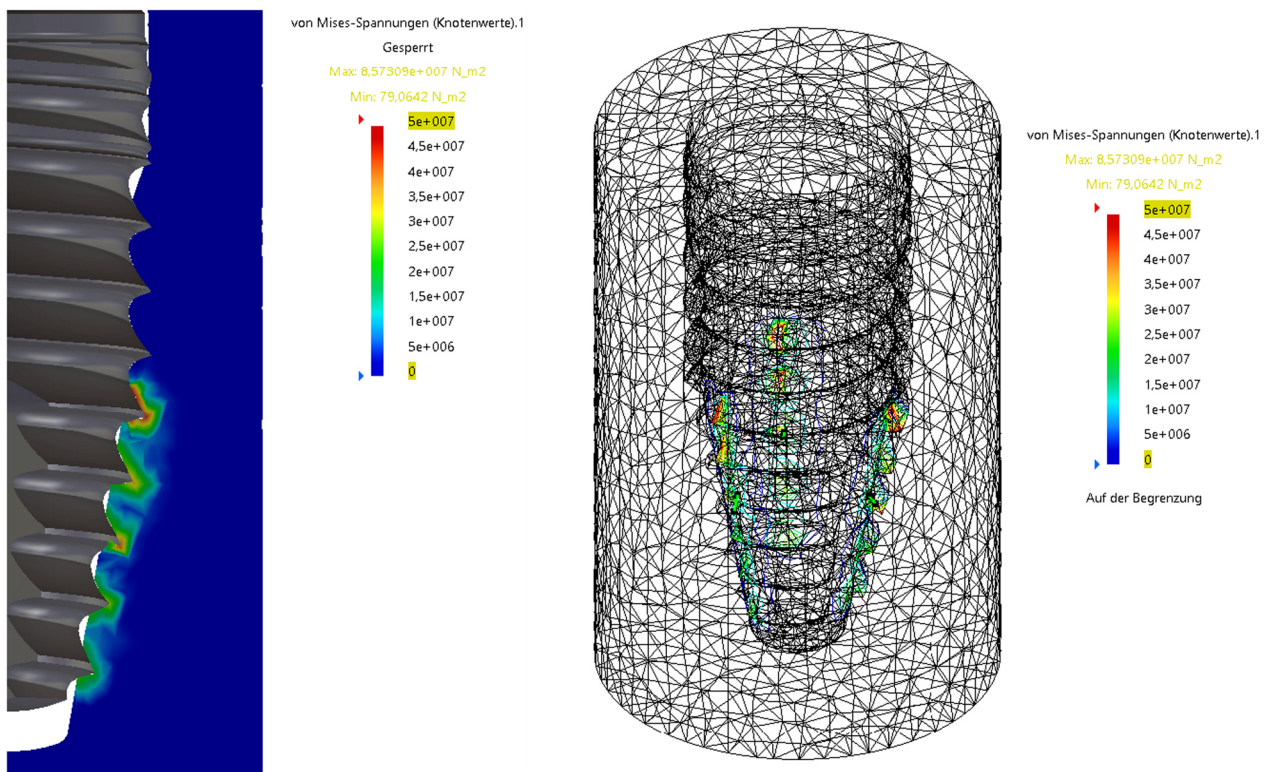 von Mises-Spannungen (Knotenwerte).1
Gesperrt
Max: 8,57309e+007 N_m2
Min: 79,0642 N_m2
5e+007
4,5e+007
4e+007
3,5e+007
3e+007
2,5e+007
2e+007
1,5e+007
1e+007
5e+006
0
von Mises-Spannungen (Knotenwerte).1
Max: 8,57309e+007 N_m2
Min: 79,0642 N_m2
5e+007
4,5e+007
4e+007
3,5e+007
3e+007
2,5e+007
2e+007
1,5e+007
1e+007
5e+006
0
Auf der Begrenzung